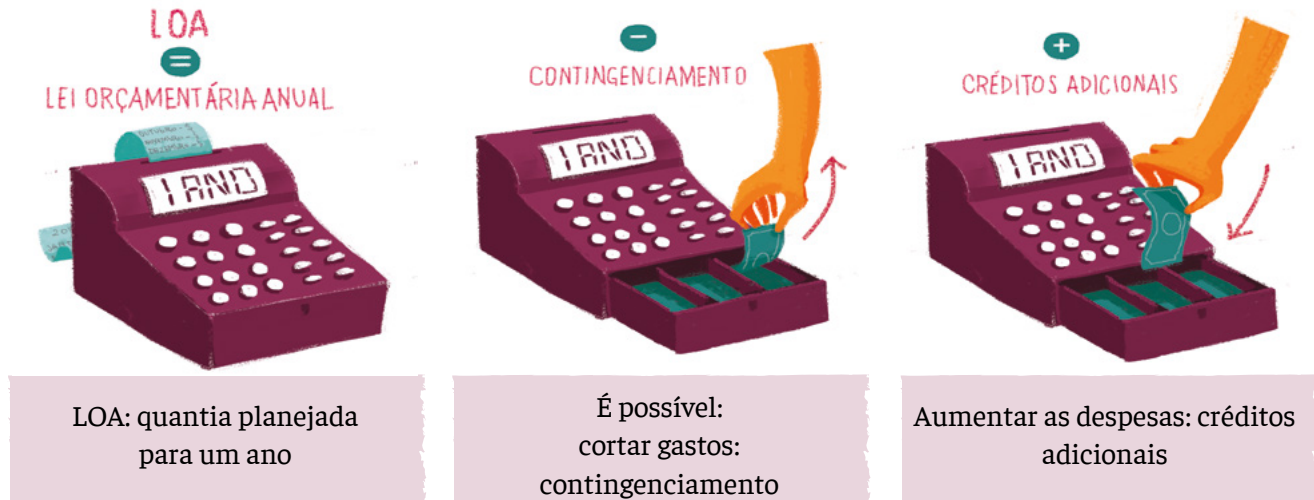 LOA
=
LEI ORÇAMENTÁRIA ANUAL
1 ANO
LOA: quantia planejada
para um ano
-
CONTINGENCIAMENTO
1 ANO
É possível:
cortar gastos:
contingenciamento
+
CRÉDITOS ADICIONAIS
1 ANO
Aumentar as despesas: créditos
adicionais